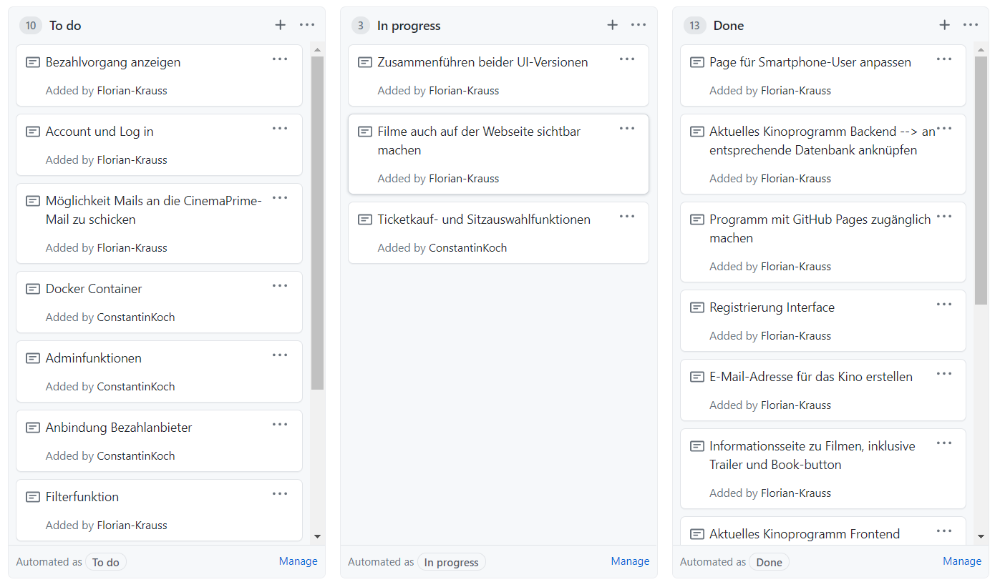 10 To do
Bezahlvorgang anzeigen
Added by Florian-Krauss
Account und Log in
Added by Florian-Krauss
Möglichkeit Mails an die CinemaPrime-
Mail zu schicken
Added by Florian-Krauss
Docker Container
Added by ConstantinKoch
Adminfunktionen
Added by ConstantinKoch
Anbindung Bezahlanbieter
Added by ConstantinKoch
Filterfunktion
Added by Florian-Krauss
Automated as To do Manage
3 In progress
Zusammenführen beider UI-Versionen
Added by Florian-Krauss
Filme auch auf der Webseite sichtbar
machen
Added by Florian-Krauss
Ticketkauf- und Sitzauswahlfunktionen
Added by ConstantinKoch
Automated as In progress Manage
13 Done
Page für Smartphone-User anpassen
Added by Florian-Krauss
Aktuelles Kinoprogramm Backend --> an
entsprechende Datenbank anknüpfen
Added by Florian-Krauss
Programm mit GitHub Pages zugänglich
machen
Added by Florian-Krauss
Registrierung Interface
Added by Florian-Krauss
E-Mail-Adresse für das Kino erstellen
Added by Florian-Krauss
Informationsseite zu Filmen, inklusive
Trailer und Book-button
Added by Florian-Krauss
Aktuelles Kinoprogramm Frontend
Automated as Done Manage